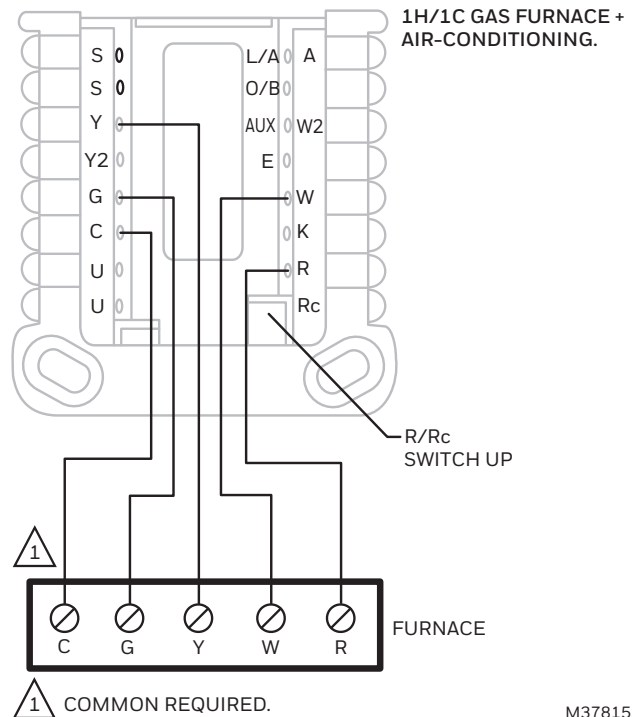 1H/1C GAS FURNACE +
AIR-CONDITIONING.
S L/A A
S O/B
Y AUX W2
Y2 E
G W
C K
U R
U Rc
R/Rc
SWITCH UP
1
C G Y W R
FURNACE
1 COMMON REQUIRED.
M37815